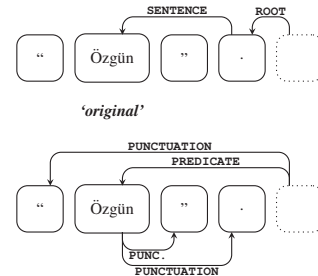 SENTENCE ROOT
“ Özgün ” .
‘original’
PUNCTUATION
PREDICATE
“ Özgün ” .
PUNC.
PUNCTUATION